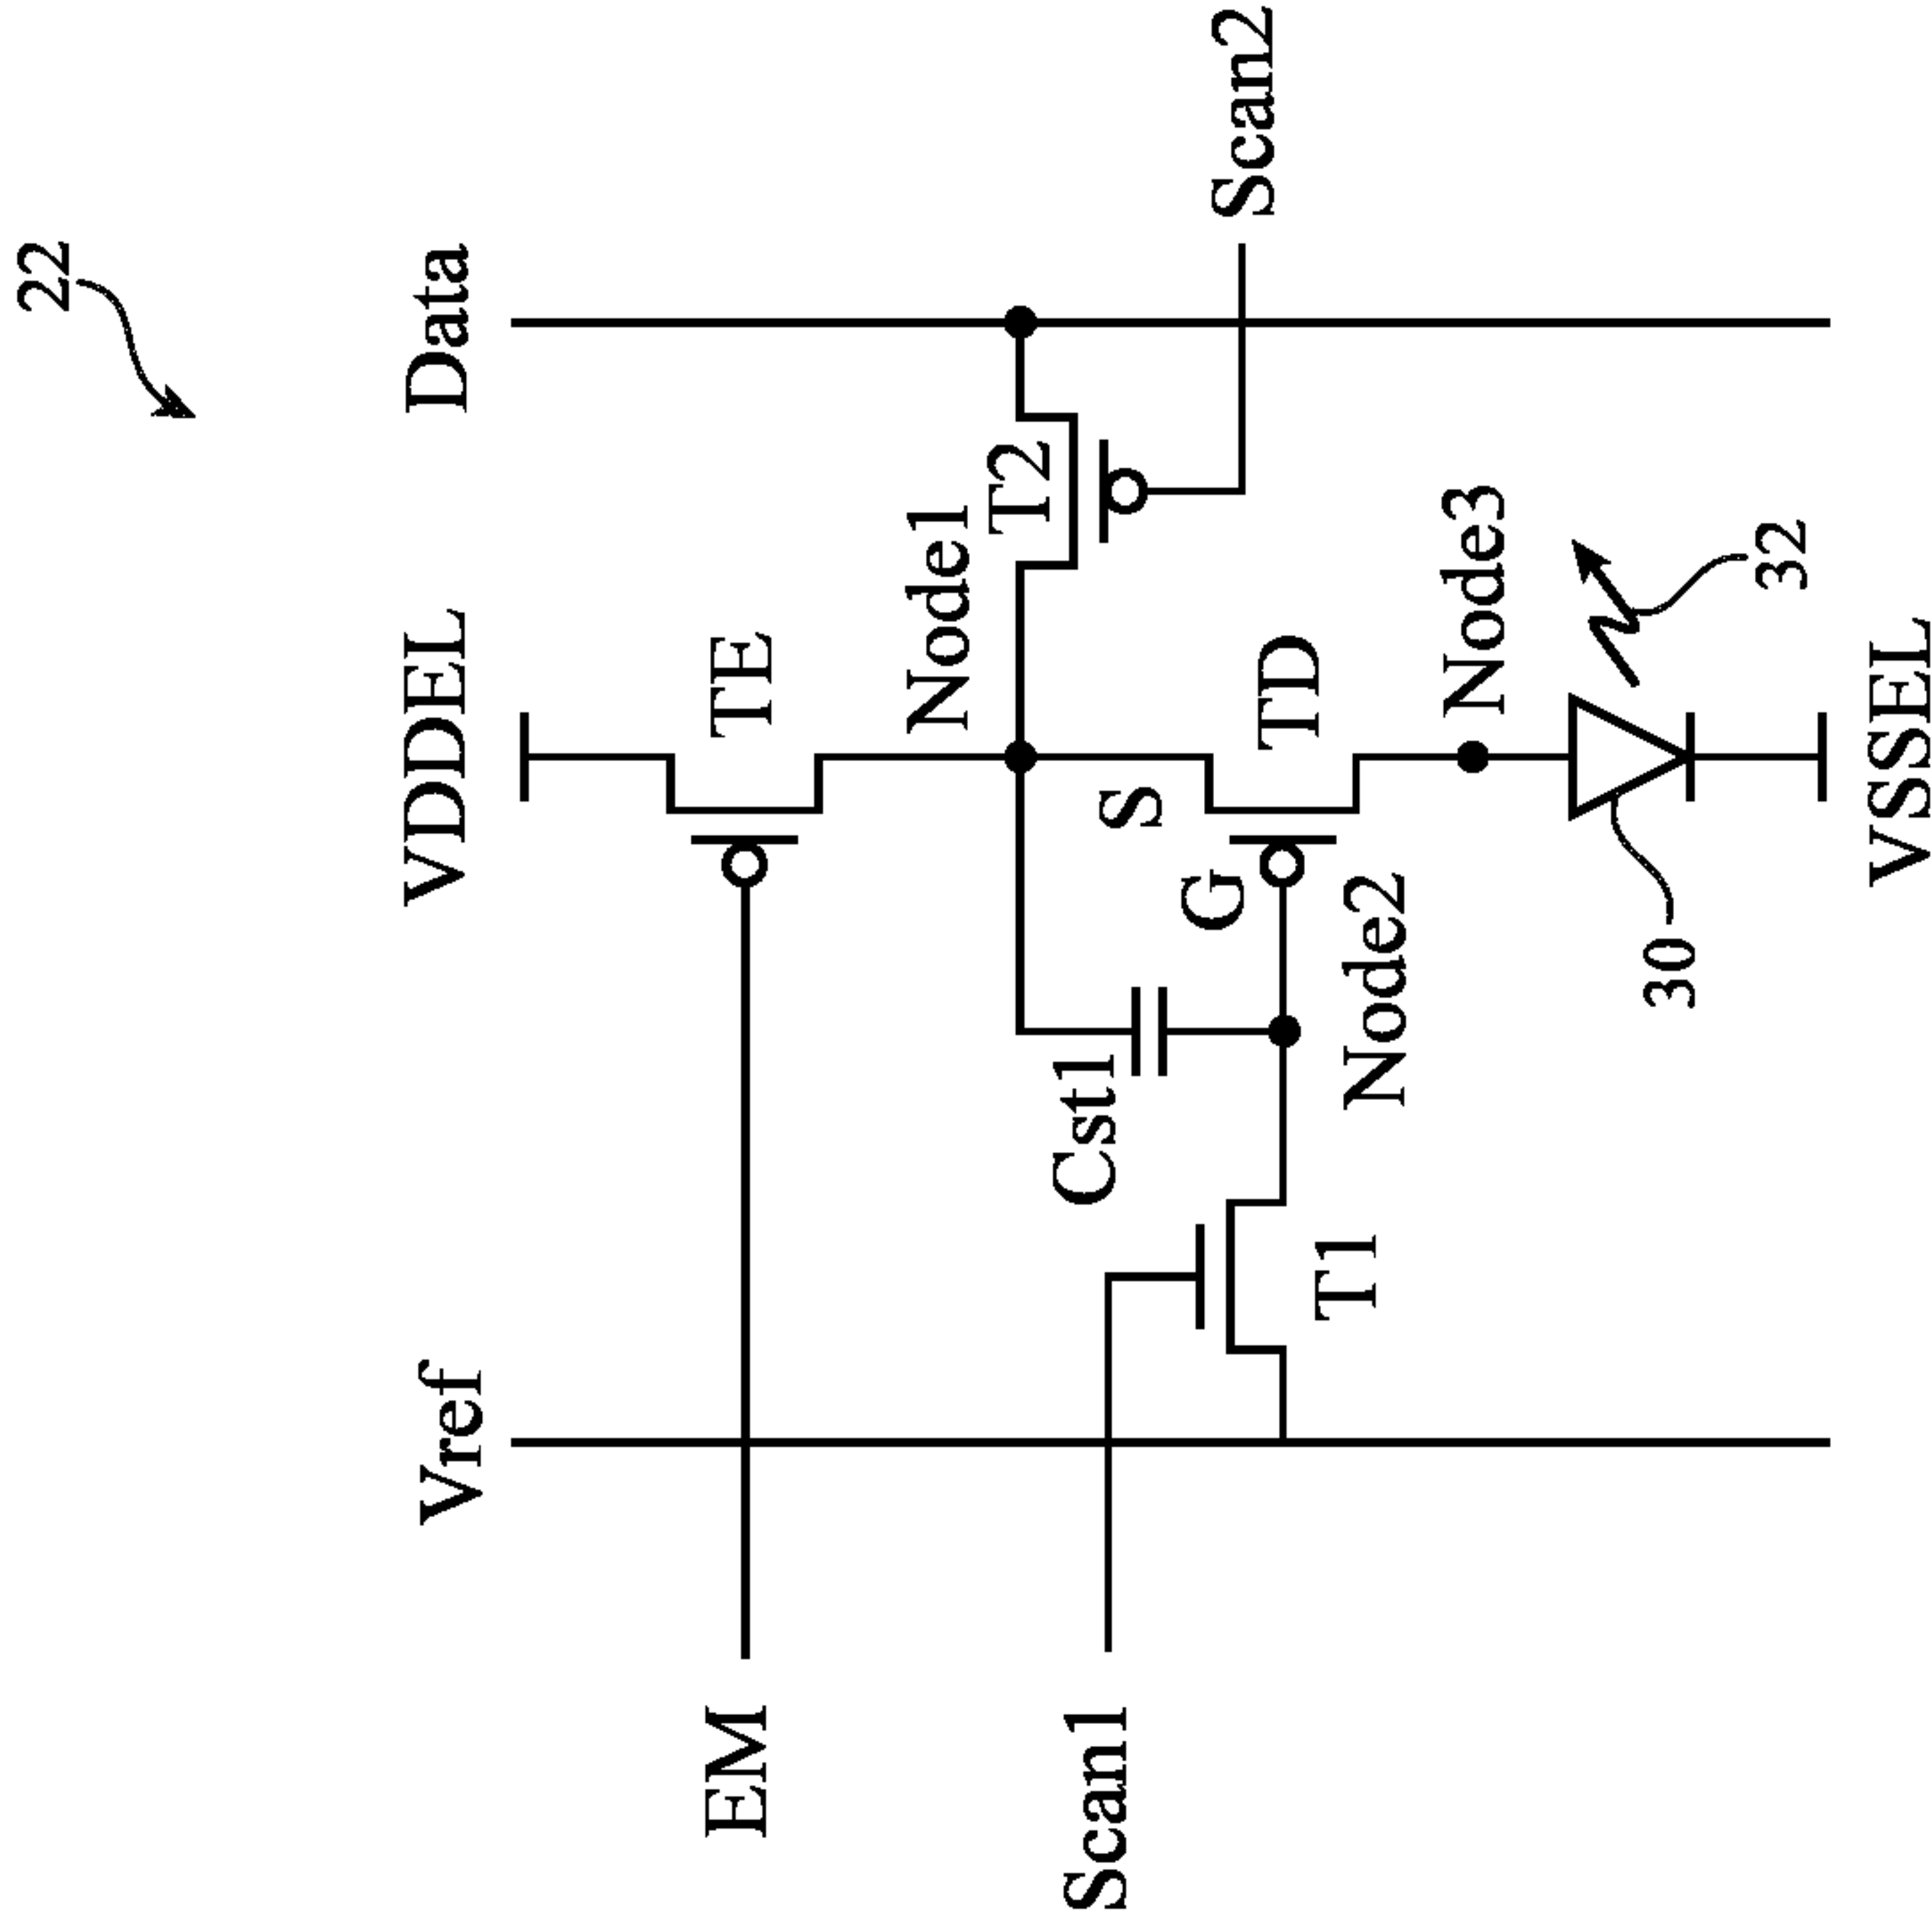 22
Vref
VDDEL
Data
EM
TE
Node1
T2
Scan2
Scan1
Cst1
S
G
TD
T1
Node2
Node3
30
32
VSSEL